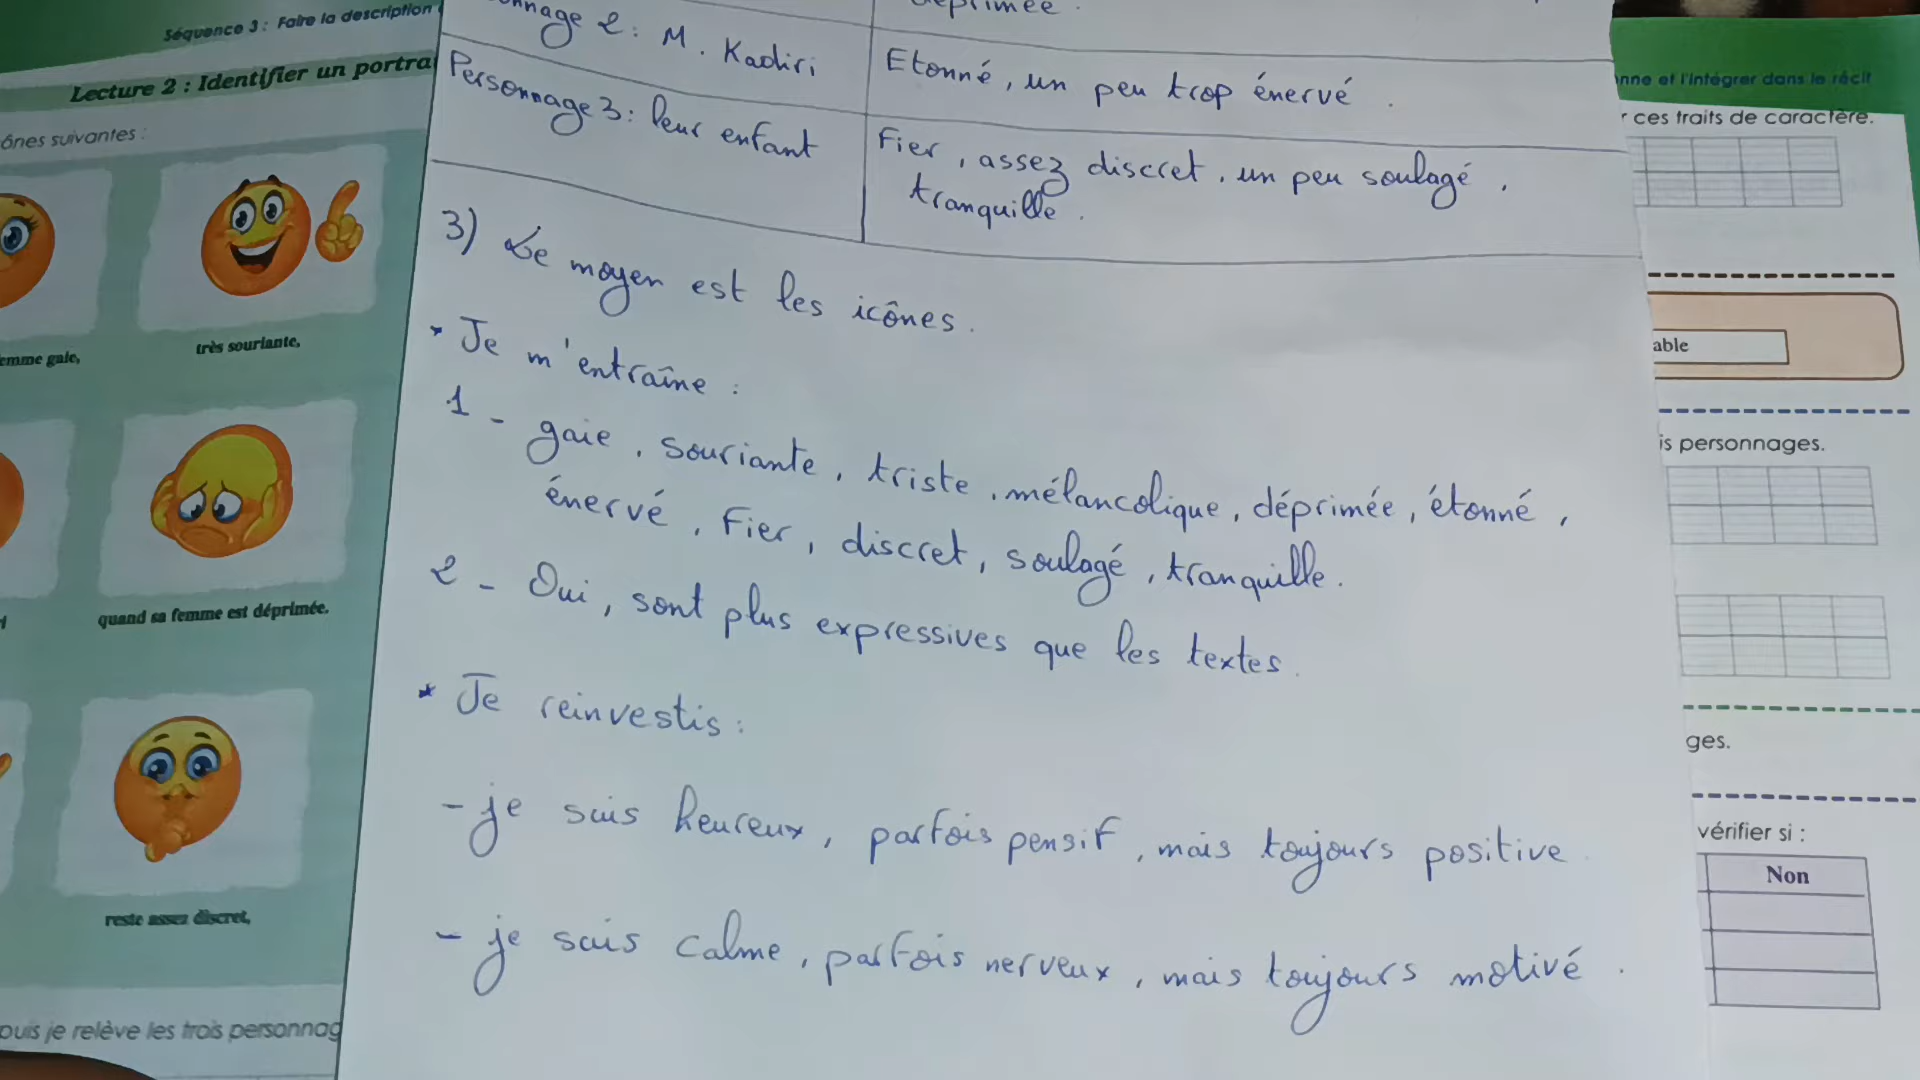 Séquence 3 : Faire la description
Lecture 2 : Identifier un portra
ônes suivantes :
emme gaie,
très souriante,
quand sa femme est déprimée.
reste assez discret,
puis je relève les trois personnag
nnage 2 : M. Kadiri
déprimée.
Etonné, un peu trop énervé.
Personnage 3 : leur enfant
Fier, assez discret, un peu soulagé,
tranquille.
3) Le moyen est les icônes.
* Je m'entraîne :
1 - gaie, souriante, triste, mélancolique, déprimée, étonné,
énervé, Fier, discret, soulagé, tranquille.
2 - Oui, sont plus expressives que les textes.
* Je reinvestis :
- je suis heureux, parfois pensif, mais toujours positive
- je suis calme, parfois nerveux, mais toujours motivé.
nne et l'intégrer dans le récit
r ces traits de caractère.
able
is personnages.
ges.
vérifier si :
Non